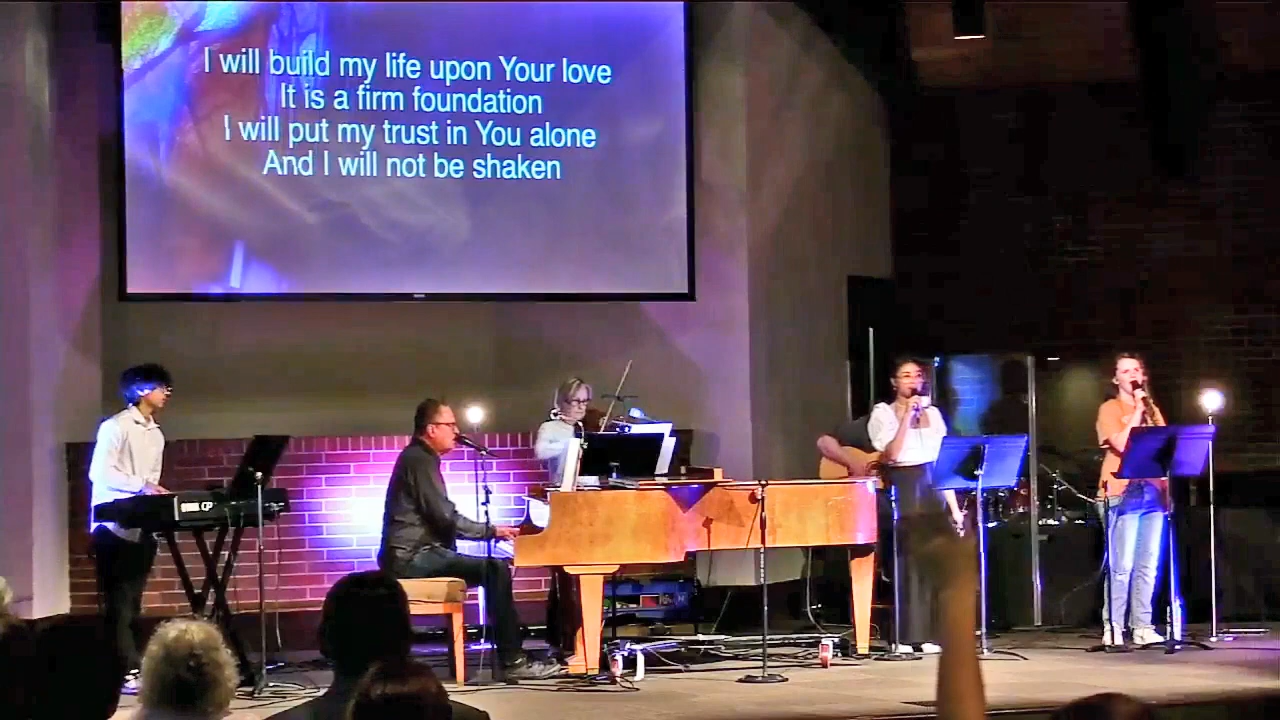 I will build my life upon Your love
It is a firm foundation
I will put my trust in You alone
And I will not be shaken
CP